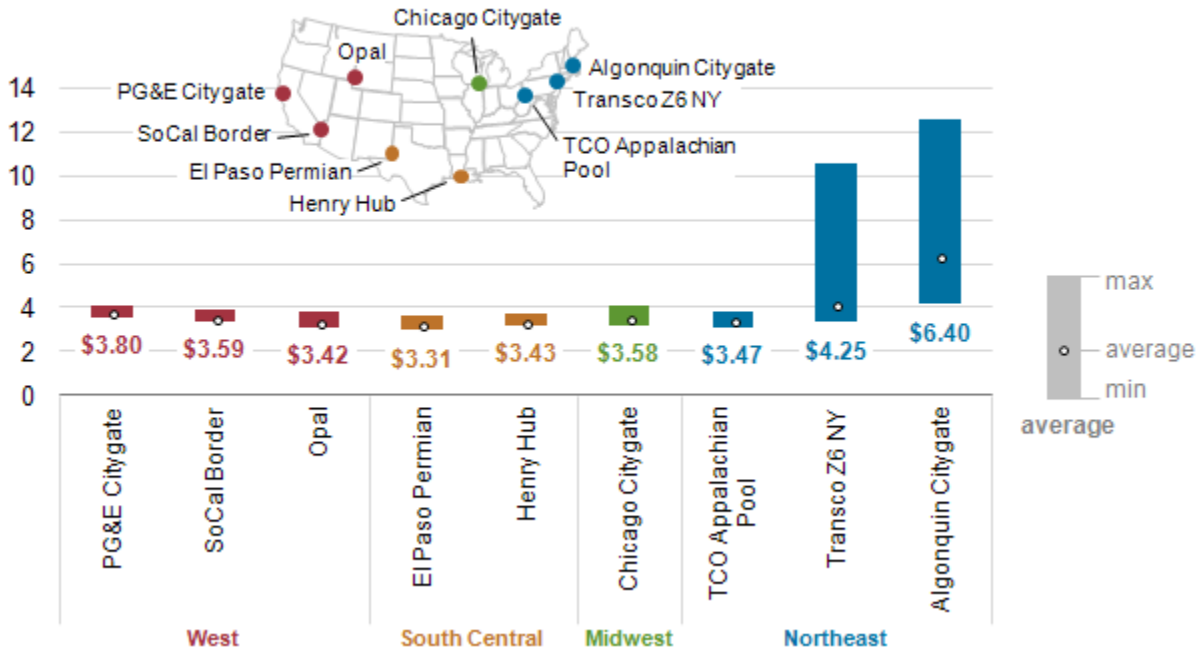 Chicago Citygate
Opal
Algonquin Citygate
PG&E Citygate
Transco Z6 NY
SoCal Border
TCO Appalachian
Pool
El Paso Permian
Henry Hub
14
12
10
8
6
4
2
0
$3.80
$3.59
$3.42
$3.31
$3.43
$3.58
$3.47
$4.25
$6.40
max
average
min
average
PG&E Citygate
SoCal Border
Opal
El Paso Permian
Henry Hub
Chicago Citygate
TCO Appalachian
Pool
Transco Z6 NY
Algonquin Citygate
West
South Central
Midwest
Northeast